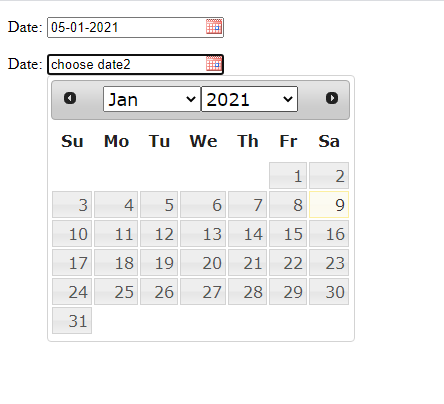 Date: 05-01-2021
Date: choose date2
Jan 2021
Su Mo Tu We Th Fr Sa
1 2
3 4 5 6 7 8 9
10 11 12 13 14 15 16
17 18 19 20 21 22 23
24 25 26 27 28 29 30
31